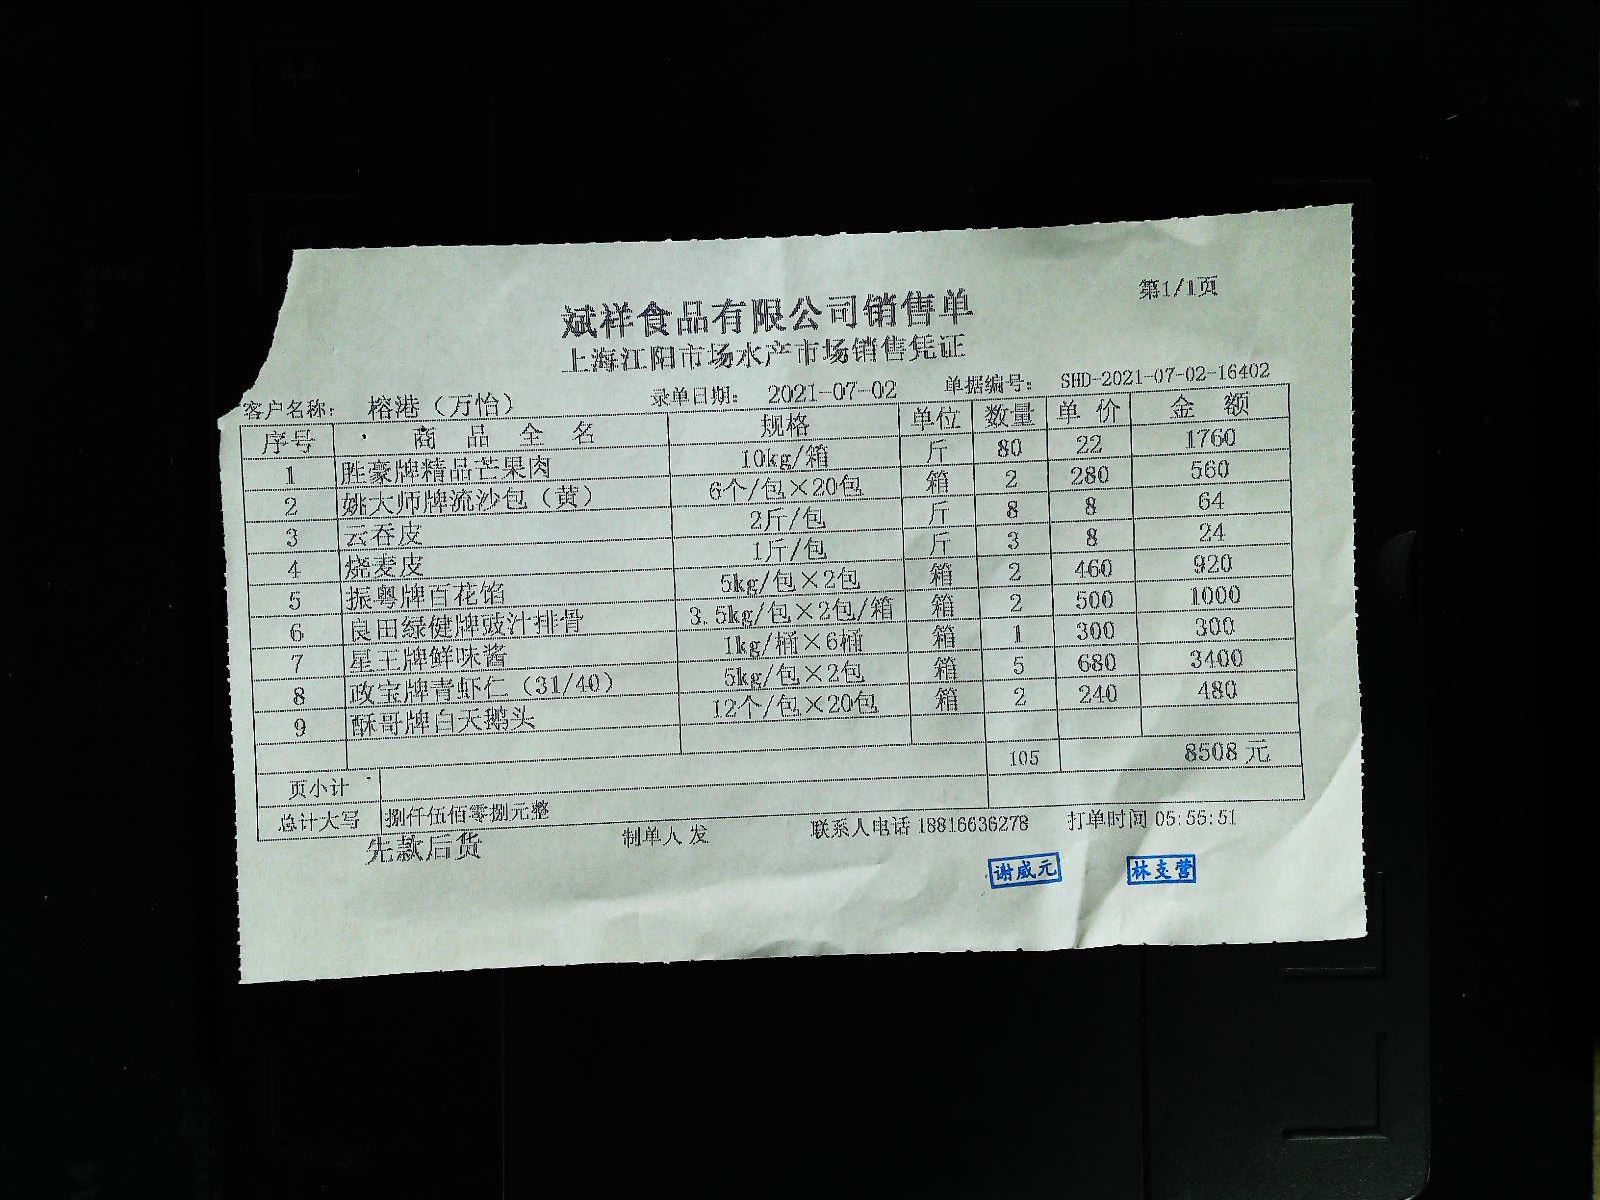 第1/1页
斌祥食品有限公司销售单
上海江阳市场水产市场销售凭证
客户名称: 榕港（万怡） 录单日期: 2021-07-02 单据编号: SHD-2021-07-02-16402
序号 商品全名 规格 单位 数量 单价 金额
1 胜豪牌精品芒果肉 10kg/箱 斤 80 22 1760
2 姚大师牌流沙包（黄） 6个/包×20包 箱 2 280 560
3 云吞皮 2斤/包 斤 8 8 64
4 烧麦皮 1斤/包 斤 3 8 24
5 振粤牌百花馅 5kg/包×2包 箱 2 460 920
6 良田绿健牌豉汁排骨 3.5kg/包×2包/箱 箱 2 500 1000
7 星王牌鲜味酱 1kg/桶×6桶 箱 1 300 300
8 政宝牌青虾仁（31/40） 5kg/包×2包 箱 5 680 3400
9 酥哥牌白天鹅头 12个/包×20包 箱 2 240 480
页小计 105 8508元
总计大写 捌仟伍佰零捌元整
先款后货 制单人 发 联系人电话 18816636278 打单时间 05:55:51
谢威元 林支营